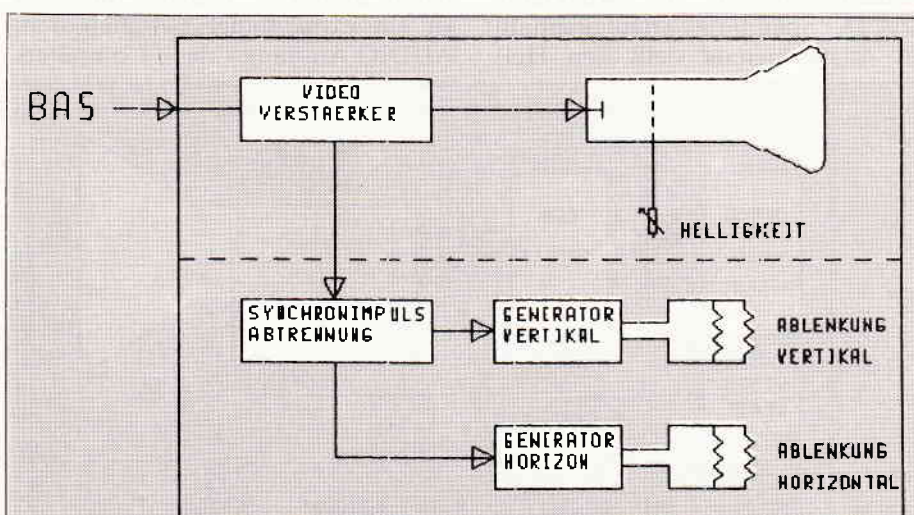 BAS
VIDEO
VERSTAERKER
HELLIGKEIT
SYNCHRONIMPULS
ABTRENNUNG
GENERATOR
VERTIKAL
ABLENKUNG
VERTIKAL
GENERATOR
HORIZON
ABLENKUNG
HORIZONTAL